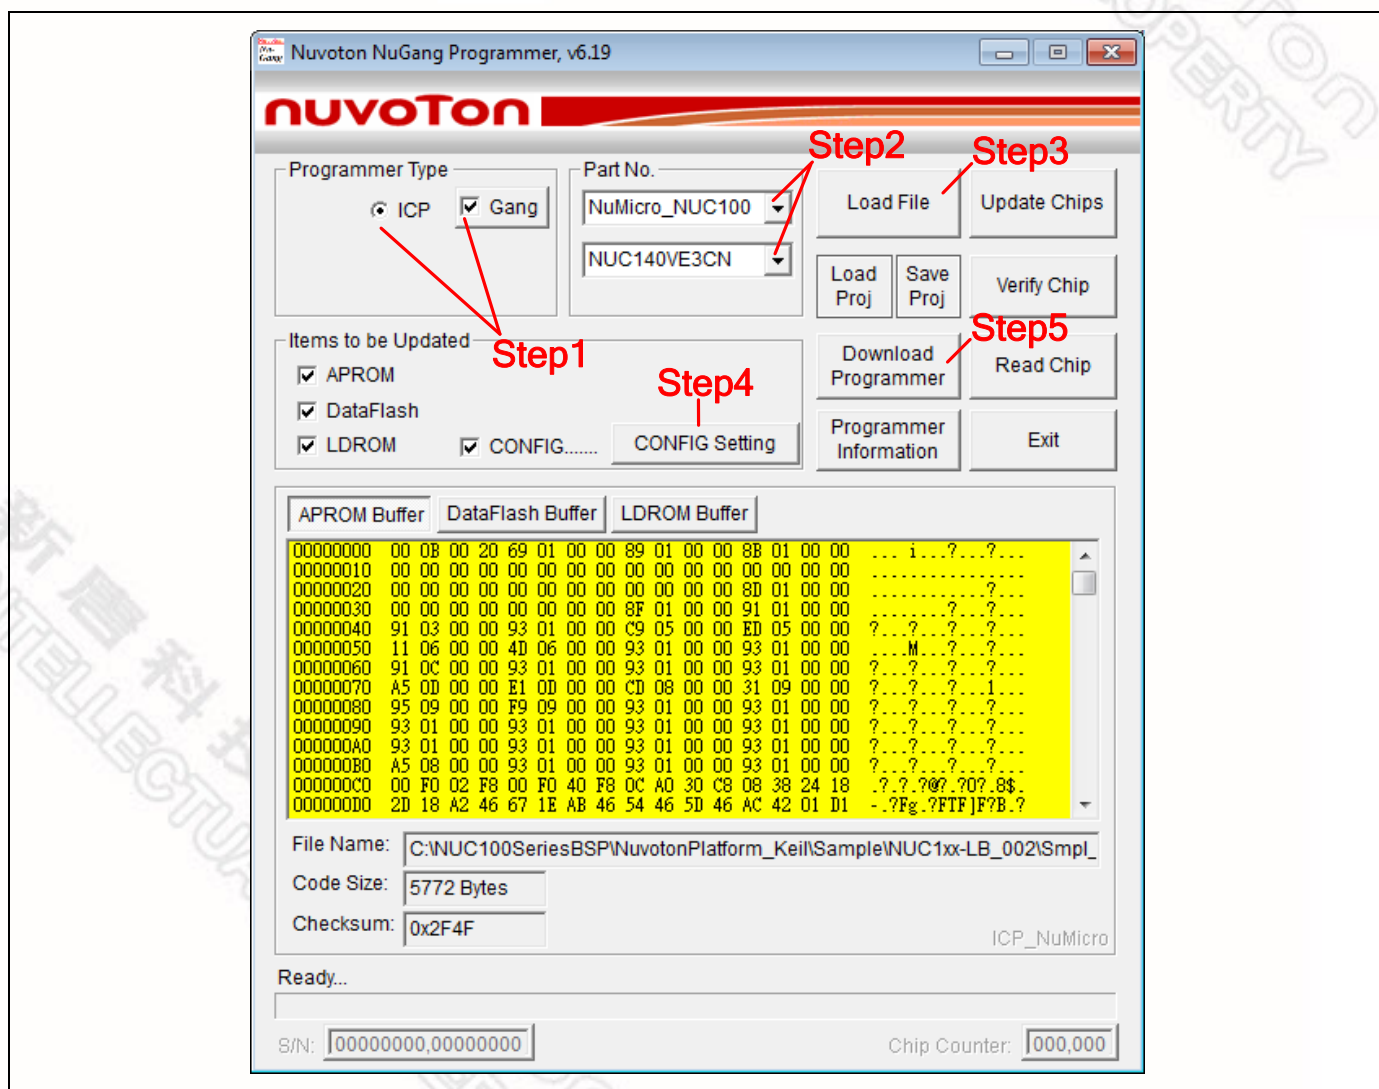 Nuvoton NuGang Programmer, v6.19
nuvoTon
Step2
Step3
Programmer Type
Part No.
ICP
Gang
NuMicro_NUC100
Load File
Update Chips
NUC140VE3CN
Load Proj
Save Proj
Verify Chip
Step1
Step5
Items to be Updated
APROM
Step4
Download Programmer
Read Chip
DataFlash
LDROM
CONFIG.......
CONFIG Setting
Programmer Information
Exit
APROM Buffer
DataFlash Buffer
LDROM Buffer
00000000 00 0B 00 20 69 01 00 00 89 01 00 00 8B 01 00 00 ... i...?...?...
00000010 00 00 00 00 00 00 00 00 00 00 00 00 00 00 00 00 ................
00000020 00 00 00 00 00 00 00 00 00 00 00 00 8D 01 00 00 ............?...
00000030 00 00 00 00 00 00 00 00 8F 01 00 00 91 01 00 00 ........?...?...
00000040 91 03 00 00 93 01 00 00 C9 05 00 00 ED 05 00 00 ?...?...?...?...
00000050 11 06 00 00 4D 06 00 00 93 01 00 00 93 01 00 00 ....M...?...?...
00000060 91 0C 00 00 93 01 00 00 93 01 00 00 93 01 00 00 ?...?...?...?...
00000070 A5 0D 00 00 E1 0D 00 00 CD 08 00 00 31 09 00 00 ?...?...?...1...
00000080 95 09 00 00 F9 09 00 00 93 01 00 00 93 01 00 00 ?...?...?...?...
00000090 93 01 00 00 93 01 00 00 93 01 00 00 93 01 00 00 ?...?...?...?...
000000A0 93 01 00 00 93 01 00 00 93 01 00 00 93 01 00 00 ?...?...?...?...
000000B0 A5 08 00 00 93 01 00 00 93 01 00 00 93 01 00 00 ?...?...?...?...
000000C0 00 F0 02 F8 00 F0 40 F8 0C A0 30 C8 08 38 24 18 .?.?.?@?.?0?.8$.
000000D0 2D 18 A2 46 67 1E AB 46 54 46 5D 46 AC 42 01 D1 -.?Fg.?FTF]F?B.?
File Name: C:\NUC100SeriesBSP\NuvotonPlatform_Keil\Sample\NUC1xx-LB_002\Smpl_
Code Size: 5772 Bytes
Checksum: 0x2F4F
ICP_NuMicro
Ready...
S/N: 00000000,00000000
Chip Counter: 000,000